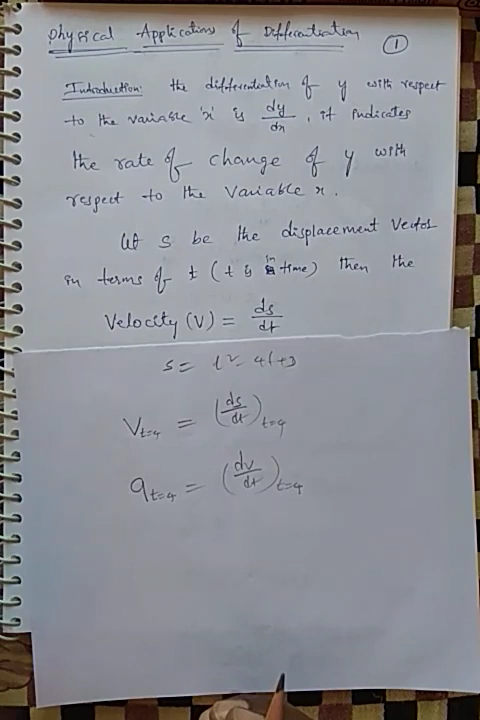 Physical Applications of Differentiation 1
Introduction: the differentiation of y with respect
to the variable 'x' is dy/dx, it indicates
the rate of change of y with
respect to the variable x.
let s be the displacement vector
in terms of t (t is in time) then the
Velocity (V) = ds/dt
s = t² - 4t + 3
V t=4 = (ds/dt) t=4
a t=4 = (dv/dt) t=4